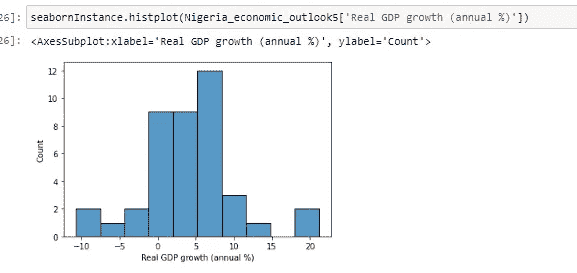 26]: seabornInstance.histplot(Nigeria_economic_outlook5['Real GDP growth (annual %)'])
26]: <AxesSubplot:xlabel='Real GDP growth (annual %)', ylabel='Count'>
12
10
8
6
4
2
0
Count
−10 −5 0 5 10 15 20
Real GDP growth (annual %)